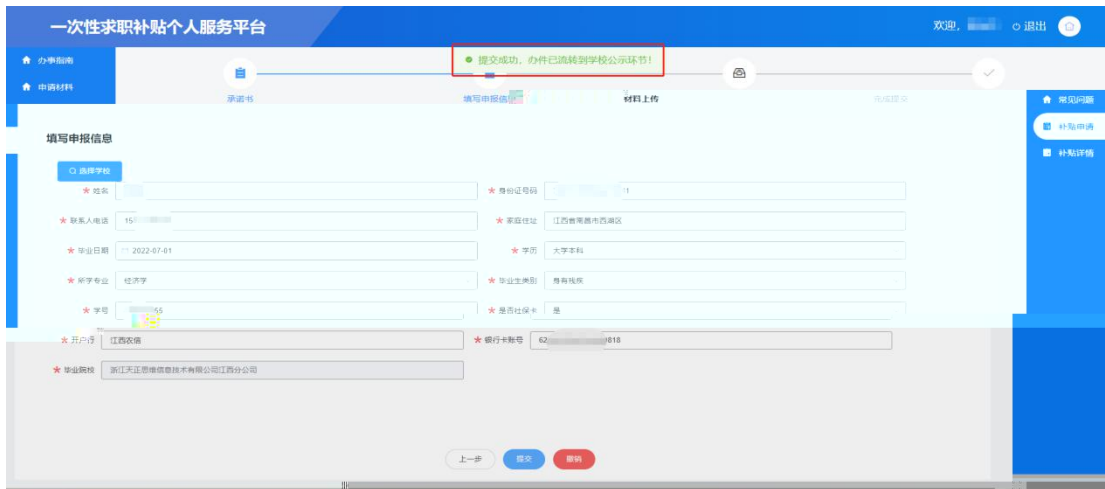 一次性求职补贴个人服务平台
欢迎,
退出
办事指南
提交成功，办件已流转到学校公示环节!
申请材料
承诺书
填写申报信息
材料上传
完成提交
常见问题
补贴申请
补贴详情
填写申报信息
选择学校
* 姓名
* 身份证号码
* 联系人电话 15
* 家庭住址 江西省南昌市西湖区
* 毕业日期 2022-07-01
* 学历 大学本科
* 所学专业 经济学
* 毕业生类别 身有残疾
* 学号 65
* 是否社保卡 是
* 开户行 江西农信
* 银行卡账号 62 818
* 毕业院校 浙江天正思维信息技术有限公司江西分公司
上一步
提交
撤销